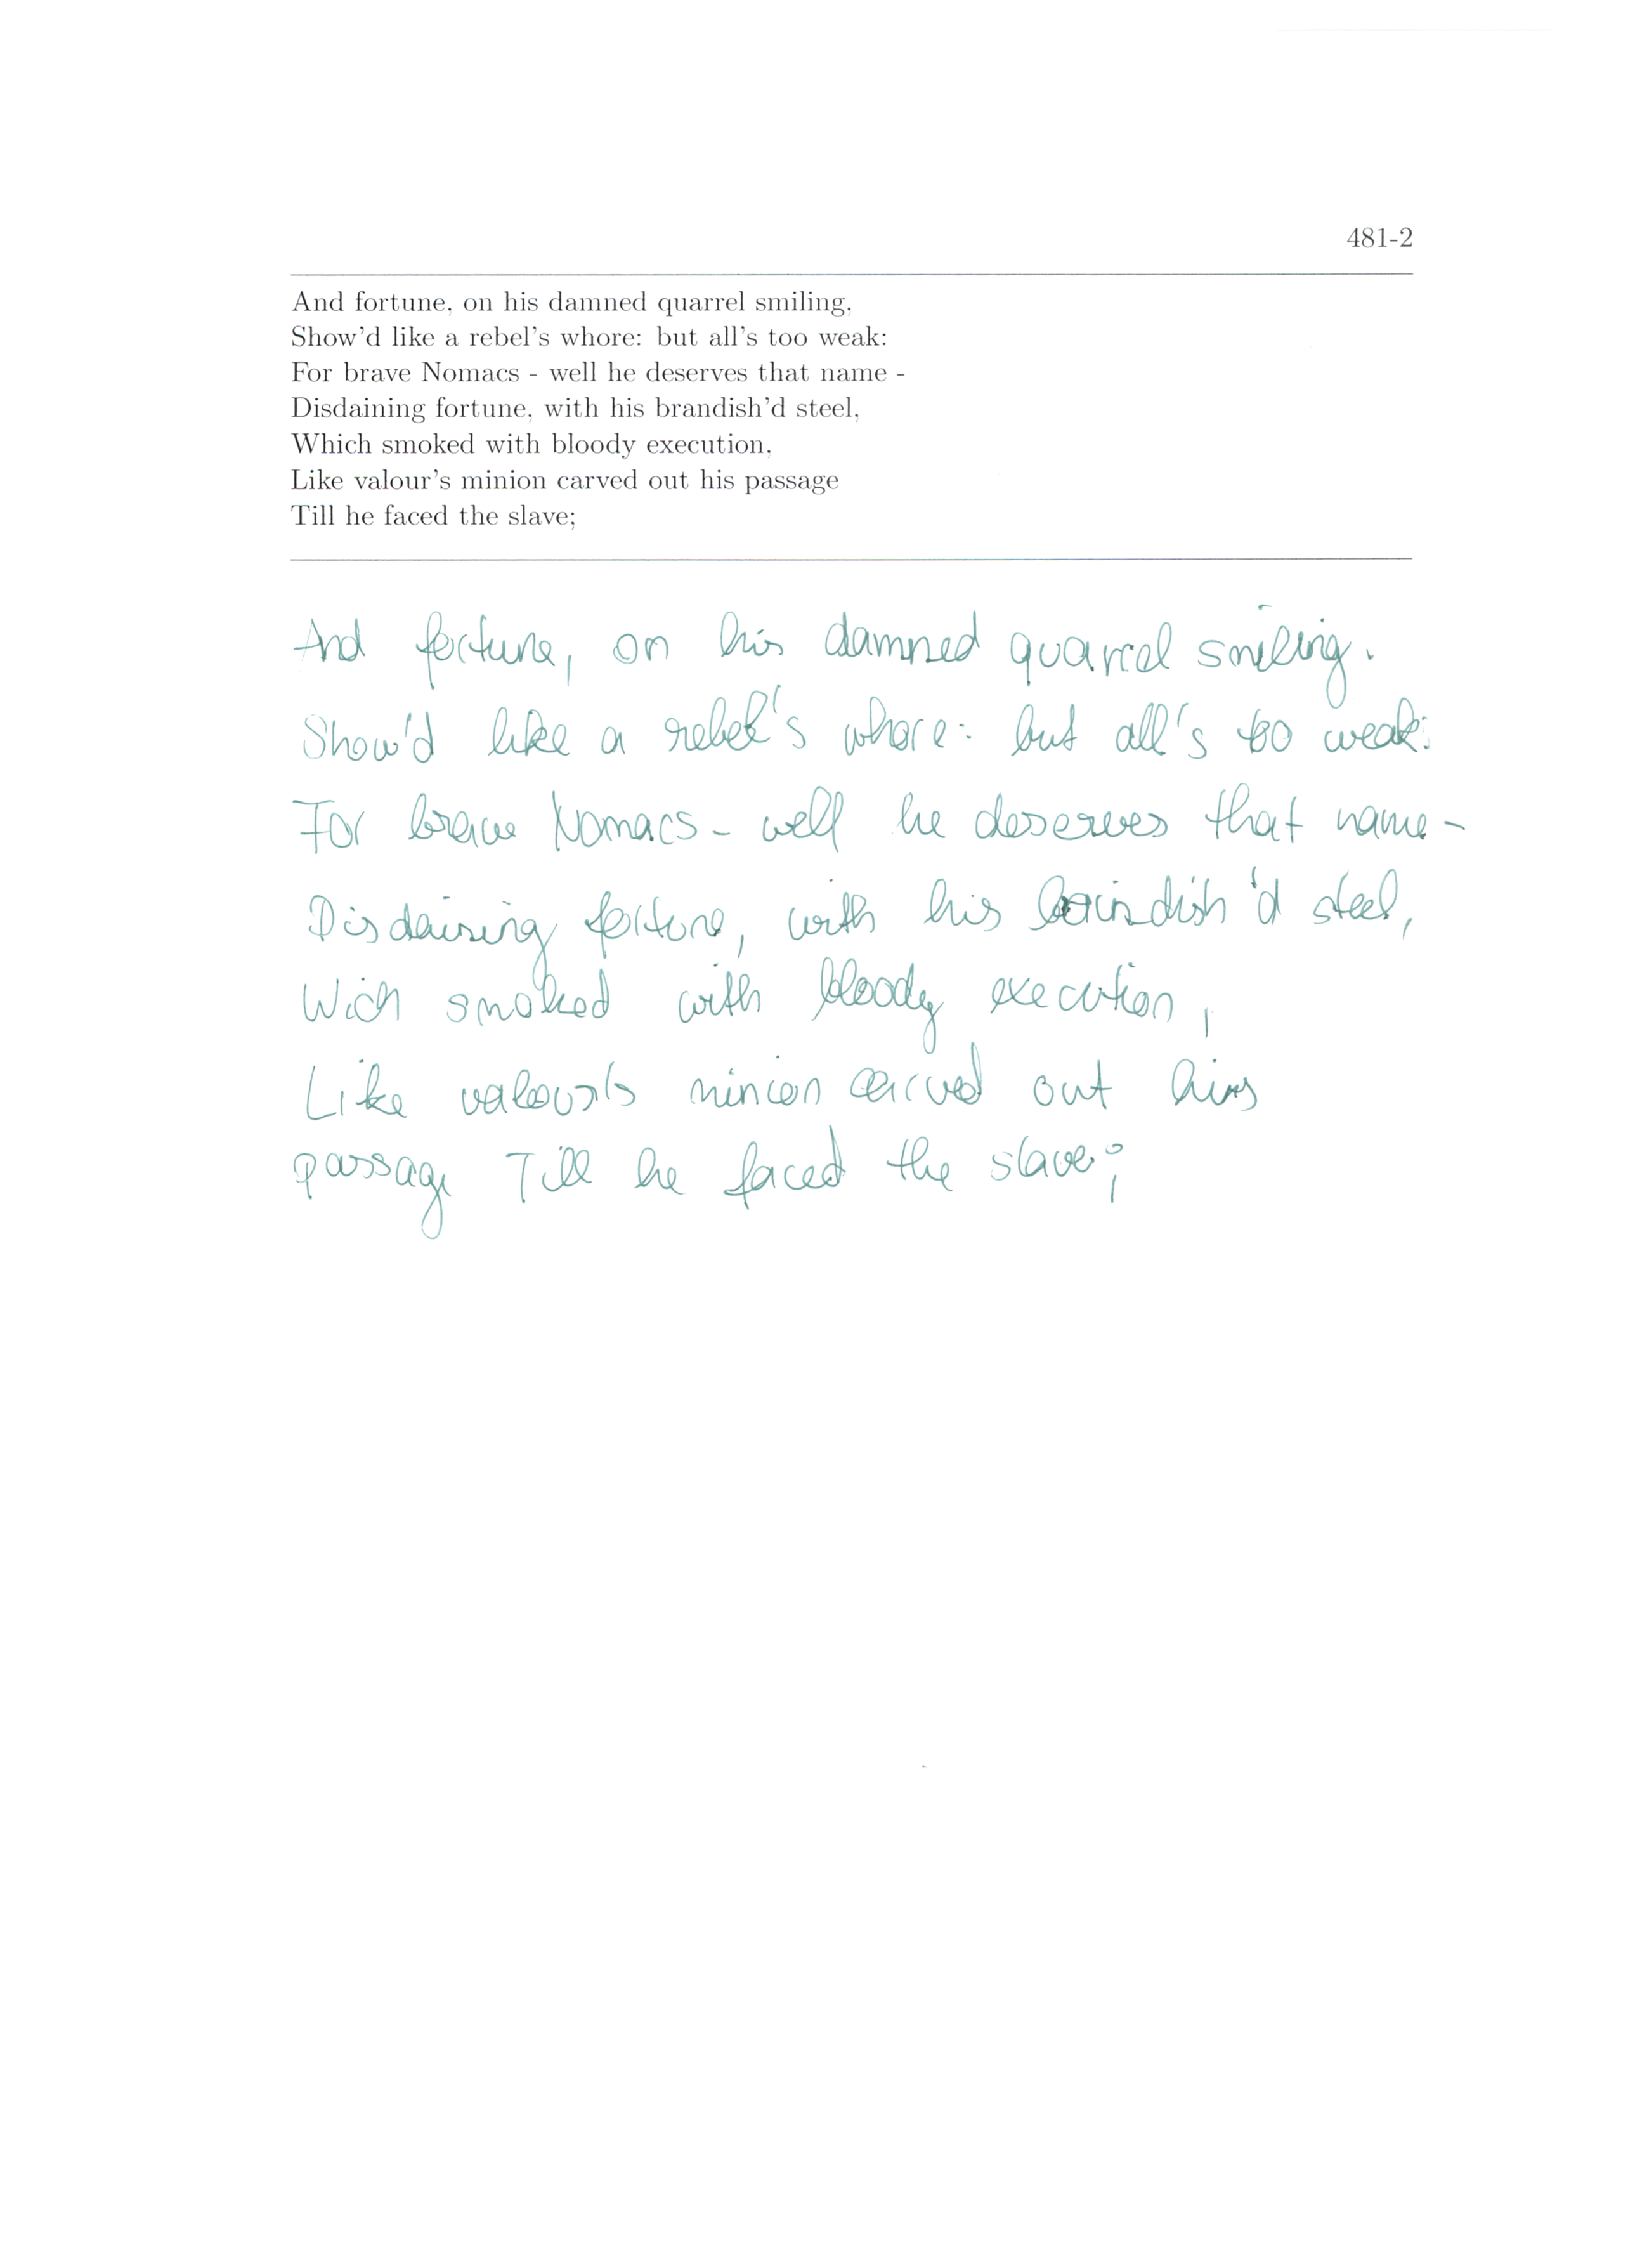 481-2
And fortune, on his damned quarrel smiling,
Show'd like a rebel's whore: but all's too weak:
For brave Nomacs - well he deserves that name -
Disdaining fortune, with his brandish'd steel,
Which smoked with bloody execution,
Like valour's minion carved out his passage
Till he faced the slave;
And fortune, on his damned quarrel smiling.
Show'd like a rebel's whore: but all's too weak:
For brave Nomacs - well he deserves that name -
Disdaining fortune, with his brandish'd steel,
Wich smoked with bloody execution,
Like valour's minion carved out his
passage Till he faced the slave;